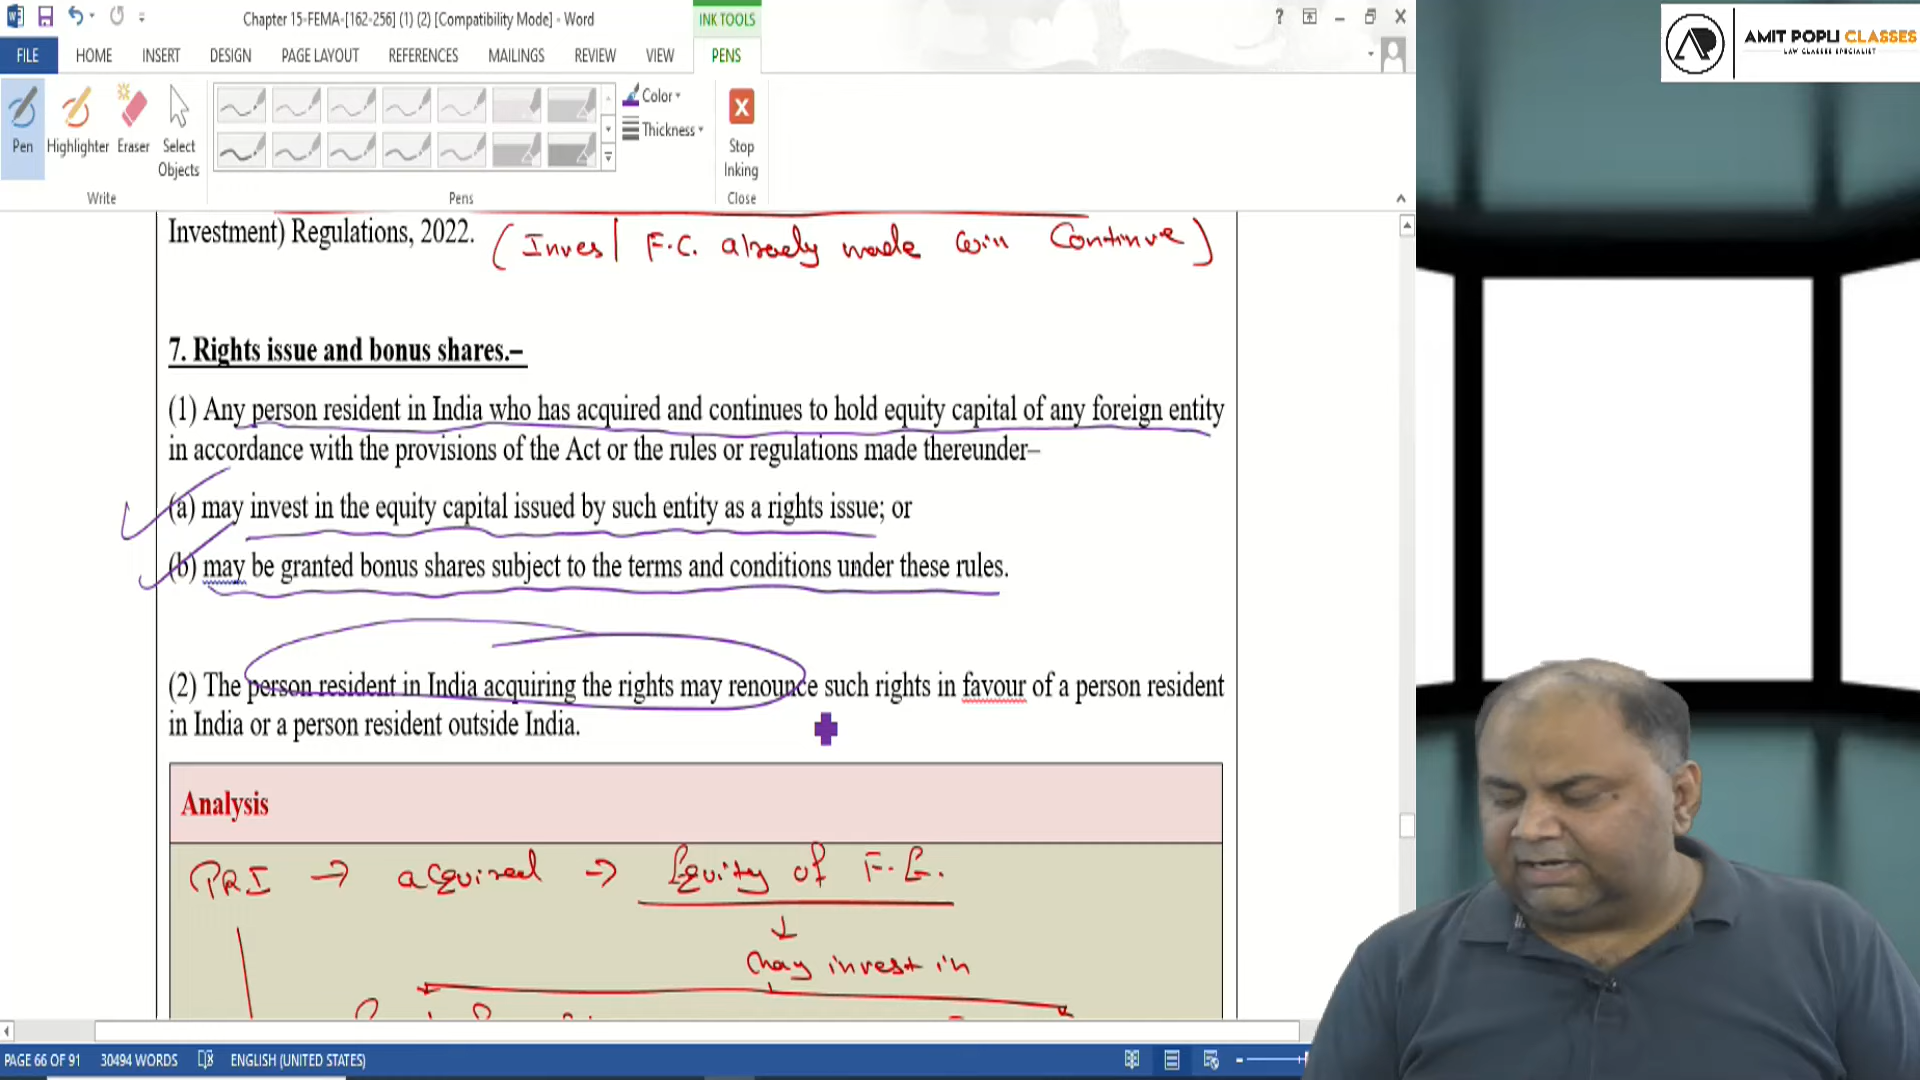 Chapter 15-FEMA-[162-256] (1) (2) [Compatibility Mode] - Word
INK TOOLS
FILE HOME INSERT DESIGN PAGE LAYOUT REFERENCES MAILINGS REVIEW VIEW PENS
Pen Highlighter Eraser Select Objects
Color
Thickness
Stop Inking
Write Pens Close
AMIT POPLI CLASSES
LAW CLASSES SPECIALIST
Investment) Regulations, 2022. (Inves| F.C. already made will Continue)
7. Rights issue and bonus shares.–
(1) Any person resident in India who has acquired and continues to hold equity capital of any foreign entity
in accordance with the provisions of the Act or the rules or regulations made thereunder–
(a) may invest in the equity capital issued by such entity as a rights issue; or
(b) may be granted bonus shares subject to the terms and conditions under these rules.
(2) The person resident in India acquiring the rights may renounce such rights in favour of a person resident
in India or a person resident outside India.
Analysis
PRI → acquired → Equity of F.E.
↓
may invest in
PAGE 66 OF 91 30494 WORDS ENGLISH (UNITED STATES)